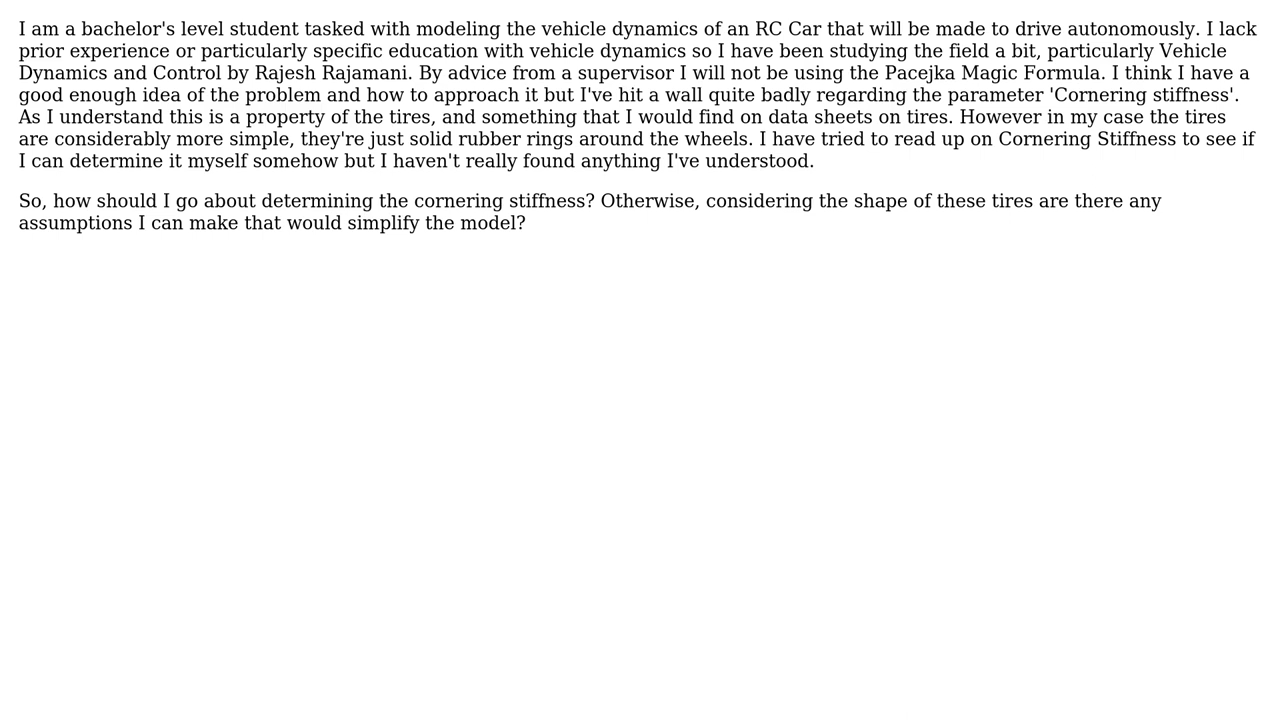 I am a bachelor's level student tasked with modeling the vehicle dynamics of an RC Car that will be made to drive autonomously. I lack
prior experience or particularly specific education with vehicle dynamics so I have been studying the field a bit, particularly Vehicle
Dynamics and Control by Rajesh Rajamani. By advice from a supervisor I will not be using the Pacejka Magic Formula. I think I have a
good enough idea of the problem and how to approach it but I've hit a wall quite badly regarding the parameter 'Cornering stiffness'.
As I understand this is a property of the tires, and something that I would find on data sheets on tires. However in my case the tires
are considerably more simple, they're just solid rubber rings around the wheels. I have tried to read up on Cornering Stiffness to see if
I can determine it myself somehow but I haven't really found anything I've understood.
So, how should I go about determining the cornering stiffness? Otherwise, considering the shape of these tires are there any
assumptions I can make that would simplify the model?